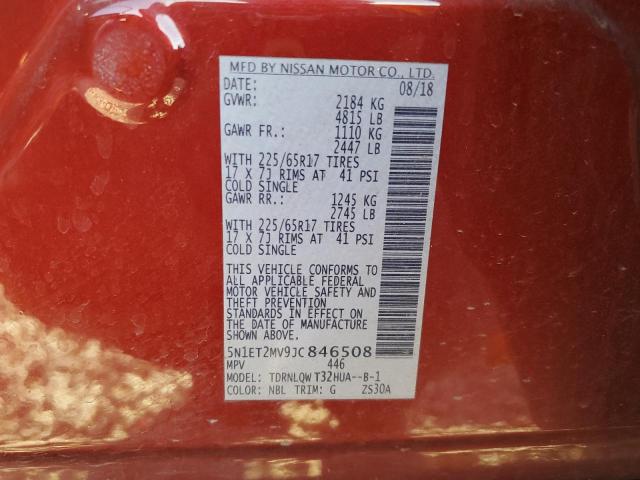 MFD BY NISSAN MOTOR CO., LTD.
DATE: 08/18
GVWR: 2184 KG
4815 LB
GAWR FR.: 1110 KG
2447 LB
WITH 225/65R17 TIRES
17 X 7J RIMS AT 41 PSI
COLD SINGLE
GAWR RR.: 1245 KG
2745 LB
WITH 225/65R17 TIRES
17 X 7J RIMS AT 41 PSI
COLD SINGLE
THIS VEHICLE CONFORMS TO
ALL APPLICABLE FEDERAL
MOTOR VEHICLE SAFETY AND
THEFT PREVENTION
STANDARDS IN EFFECT ON
THE DATE OF MANUFACTURE
SHOWN ABOVE.
5N1ET2MV9JC846508
MPV 446
MODEL: TDRNLQW T32HUA--B-1
COLOR: NBL TRIM: G ZS30A